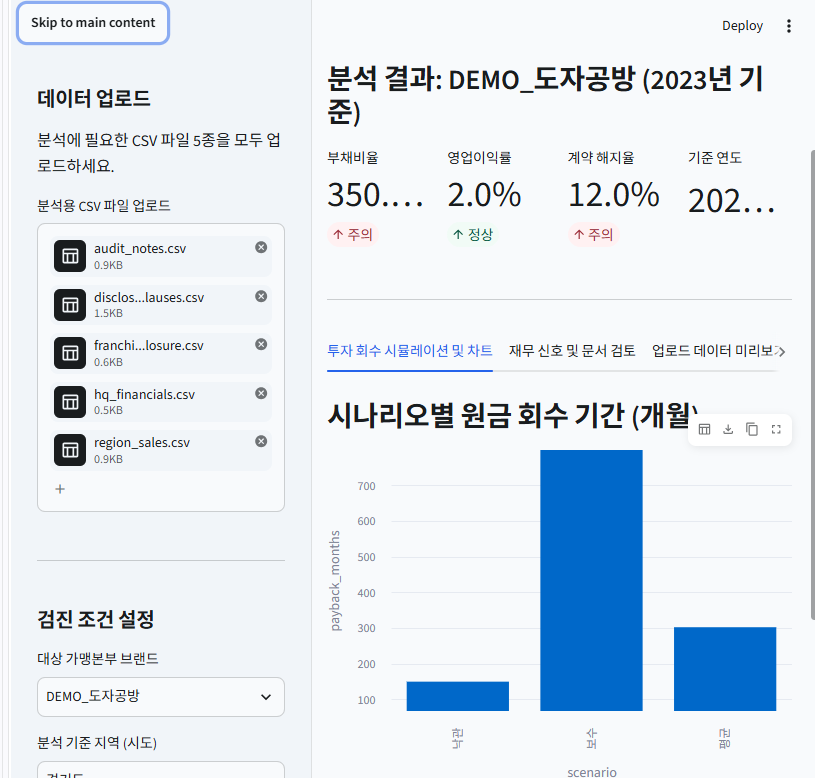 Skip to main content
데이터 업로드
분석에 필요한 CSV 파일 5종을 모두 업
로드하세요.
분석용 CSV 파일 업로드
audit_notes.csv
0.9KB
disclos...lauses.csv
1.5KB
franchi...losure.csv
0.6KB
hq_financials.csv
0.5KB
region_sales.csv
0.9KB
+
검진 조건 설정
대상 가맹본부 브랜드
DEMO_도자공방
분석 기준 지역 (시도)
경기도
Deploy
분석 결과: DEMO_도자공방 (2023년 기
준)
부채비율
350.…
↑ 주의
영업이익률
2.0%
↑ 정상
계약 해지율
12.0%
↑ 주의
기준 연도
202…
투자 회수 시뮬레이션 및 차트
재무 신호 및 문서 검토
업로드 데이터 미리보기
시나리오별 원금 회수 기간 (개월)
payback_months
700
600
500
400
300
200
100
낙관
보수
평균
scenario